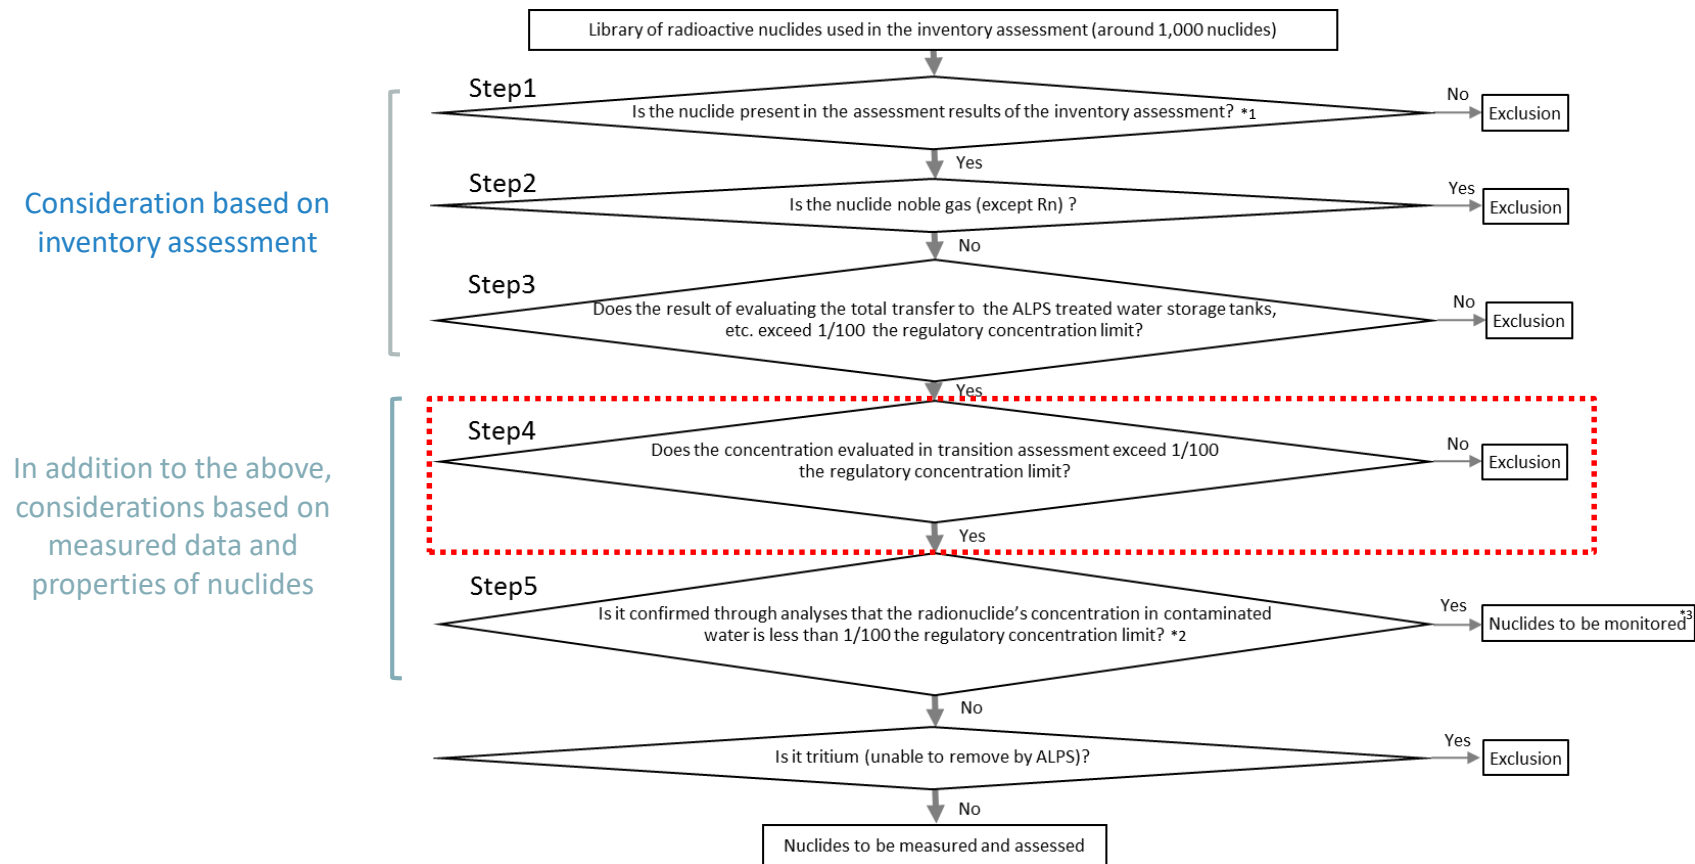 Library of radioactive nuclides used in the inventory assessment (around 1,000 nuclides)
Step1
Is the nuclide present in the assessment results of the inventory assessment? *1
No
Exclusion
Yes
Consideration based on
inventory assessment
Step2
Is the nuclide noble gas (except Rn) ?
Yes
Exclusion
No
Step3
Does the result of evaluating the total transfer to the ALPS treated water storage tanks,
etc. exceed 1/100 the regulatory concentration limit?
No
Exclusion
Yes
In addition to the above,
considerations based on
measured data and
properties of nuclides
Step4
Does the concentration evaluated in transition assessment exceed 1/100
the regulatory concentration limit?
No
Exclusion
Yes
Step5
Is it confirmed through analyses that the radionuclide's concentration in contaminated
water is less than 1/100 the regulatory concentration limit? *2
Yes
Nuclides to be monitored*3
No
Is it tritium (unable to remove by ALPS)?
Yes
Exclusion
No
Nuclides to be measured and assessed